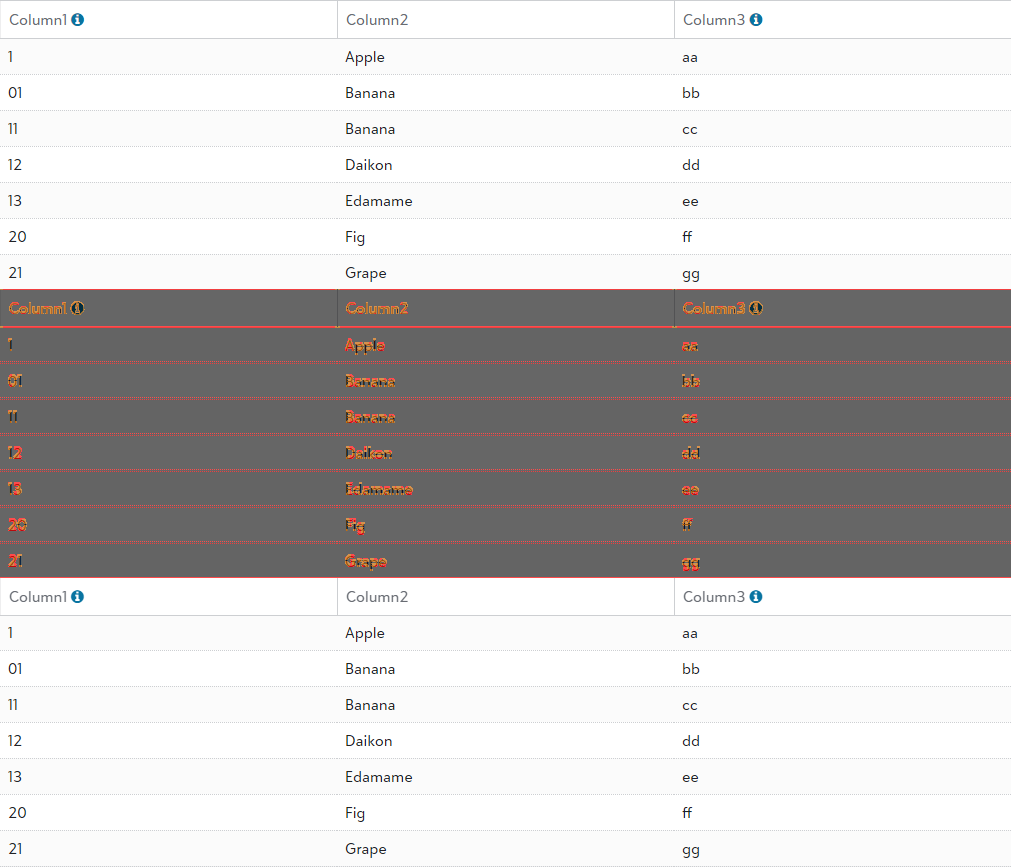 Column1 Column2 Column3
1 Apple aa
01 Banana bb
11 Banana cc
12 Daikon dd
13 Edamame ee
20 Fig ff
21 Grape gg
Column1 Column2 Column3
1 Apple aa
01 Banana bb
11 Banana cc
12 Daikon dd
13 Edamame ee
20 Fig ff
21 Grape gg
Column1 Column2 Column3
1 Apple aa
01 Banana bb
11 Banana cc
12 Daikon dd
13 Edamame ee
20 Fig ff
21 Grape gg